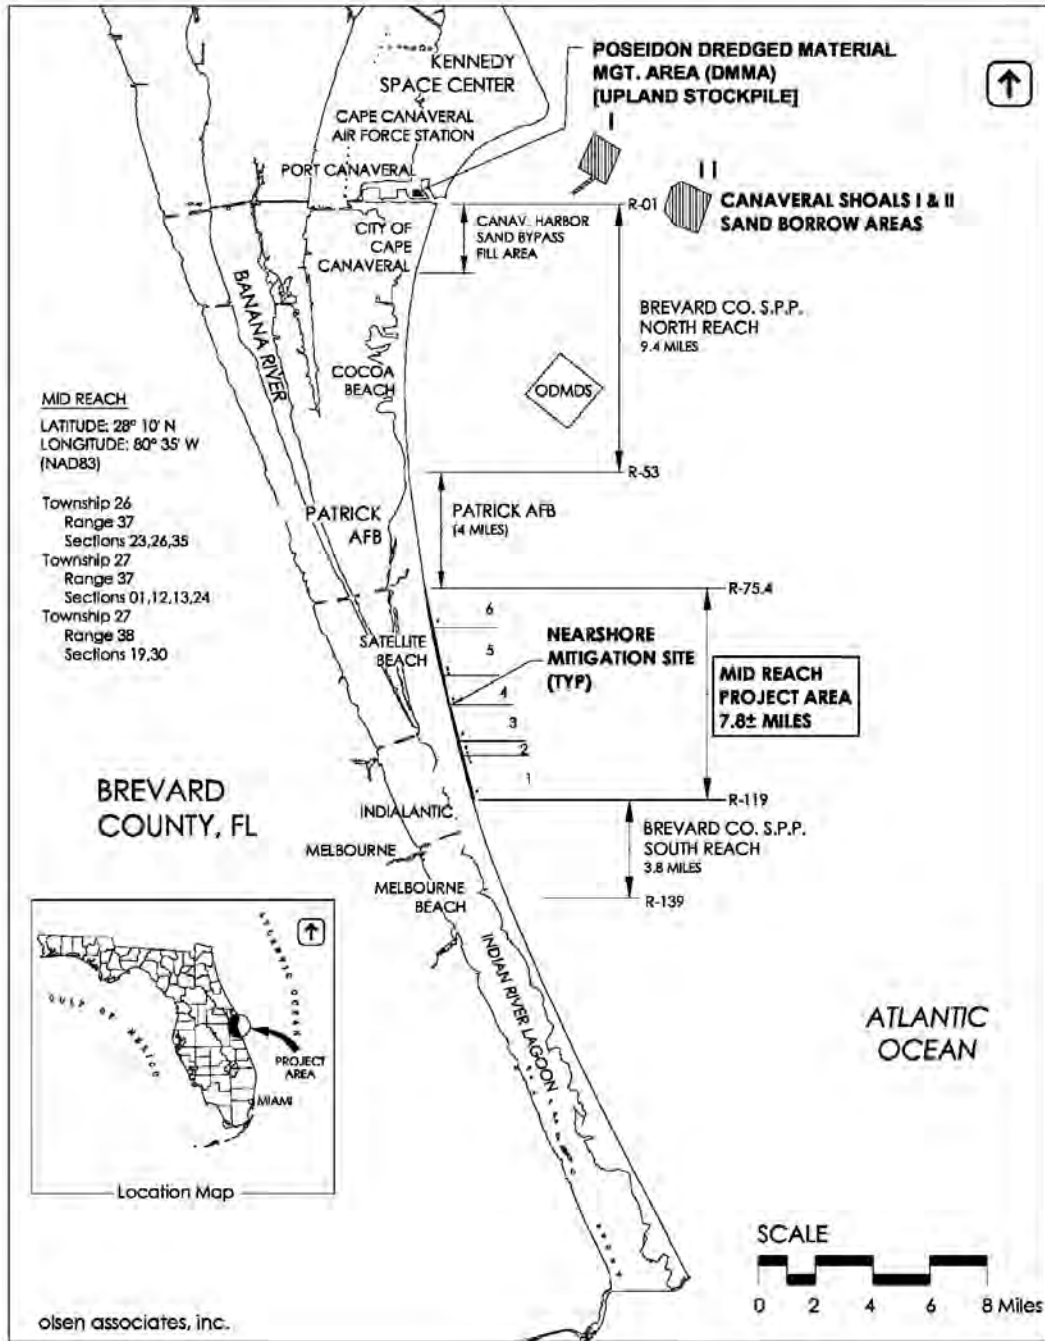 KENNEDY
SPACE CENTER
CAPE CANAVERAL
AIR FORCE STATION
PORT CANAVERAL
POSEIDON DREDGED MATERIAL
MGT. AREA (DMMA)
[UPLAND STOCKPILE]
I
I I
CANAVERAL SHOALS I & II
SAND BORROW AREAS
R-01
CANAV. HARBOR
SAND BYPASS
FILL AREA
CITY OF
CAPE
CANAVERAL
BANANA RIVER
BREVARD CO. S.P.P.
NORTH REACH
9.4 MILES
COCOA
BEACH
ODMDS
MID REACH
LATITUDE: 28° 10' N
LONGITUDE: 80° 35' W
(NAD83)
Township 26
Range 37
Sections 23,26,35
Township 27
Range 37
Sections 01,12,13,24
Township 27
Range 38
Sections 19,30
R-53
PATRICK
AFB
PATRICK AFB
(4 MILES)
R-75.4
6
5
4
3
2
1
SATELLITE
BEACH
NEARSHORE
MITIGATION SITE
(TYP)
MID REACH
PROJECT AREA
7.8± MILES
R-119
BREVARD
COUNTY, FL
INDIALANTIC
MELBOURNE
MELBOURNE
BEACH
BREVARD CO. S.P.P.
SOUTH REACH
3.8 MILES
R-139
INDIAN RIVER LAGOON
ATLANTIC
OCEAN
ATLANTIC OCEAN
GULF OF MEXICO
PROJECT
AREA
MIAMI
Location Map
SCALE
0 2 4 6 8 Miles
olsen associates, inc.